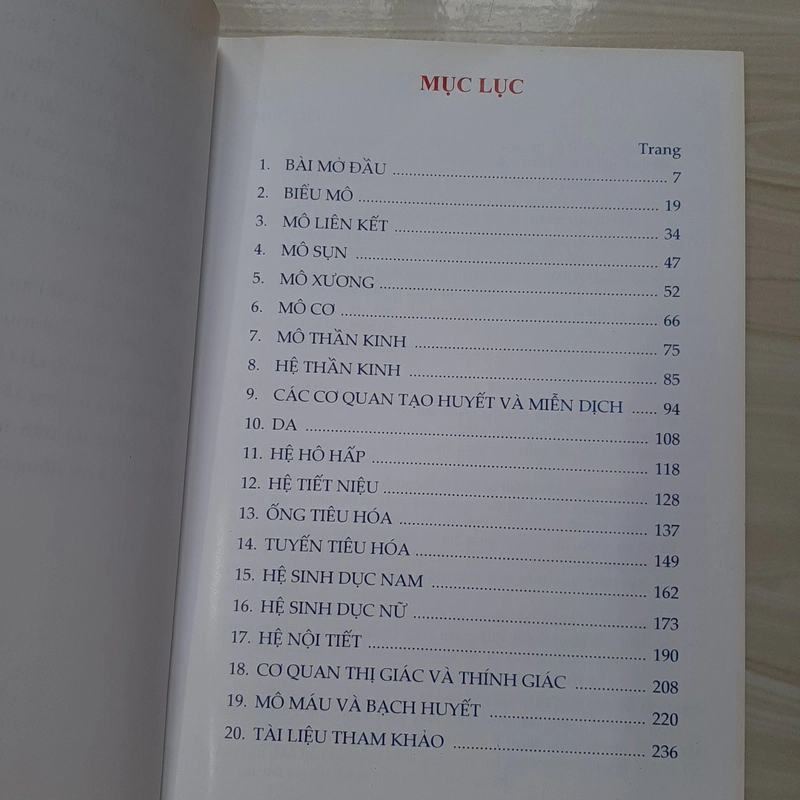 MỤC LỤC
Trang
1. BÀI MỞ ĐẦU ........ 7
2. BIỂU MÔ ........ 19
3. MÔ LIÊN KẾT ........ 34
4. MÔ SỤN ........ 47
5. MÔ XƯƠNG ........ 52
6. MÔ CƠ ........ 66
7. MÔ THẦN KINH ........ 75
8. HỆ THẦN KINH ........ 85
9. CÁC CƠ QUAN TẠO HUYẾT VÀ MIỄN DỊCH ........ 94
10. DA ........ 108
11. HỆ HÔ HẤP ........ 118
12. HỆ TIẾT NIỆU ........ 128
13. ỐNG TIÊU HÓA ........ 137
14. TUYẾN TIÊU HÓA ........ 149
15. HỆ SINH DỤC NAM ........ 162
16. HỆ SINH DỤC NỮ ........ 173
17. HỆ NỘI TIẾT ........ 190
18. CƠ QUAN THỊ GIÁC VÀ THÍNH GIÁC ........ 208
19. MÔ MÁU VÀ BẠCH HUYẾT ........ 220
20. TÀI LIỆU THAM KHẢO ........ 236